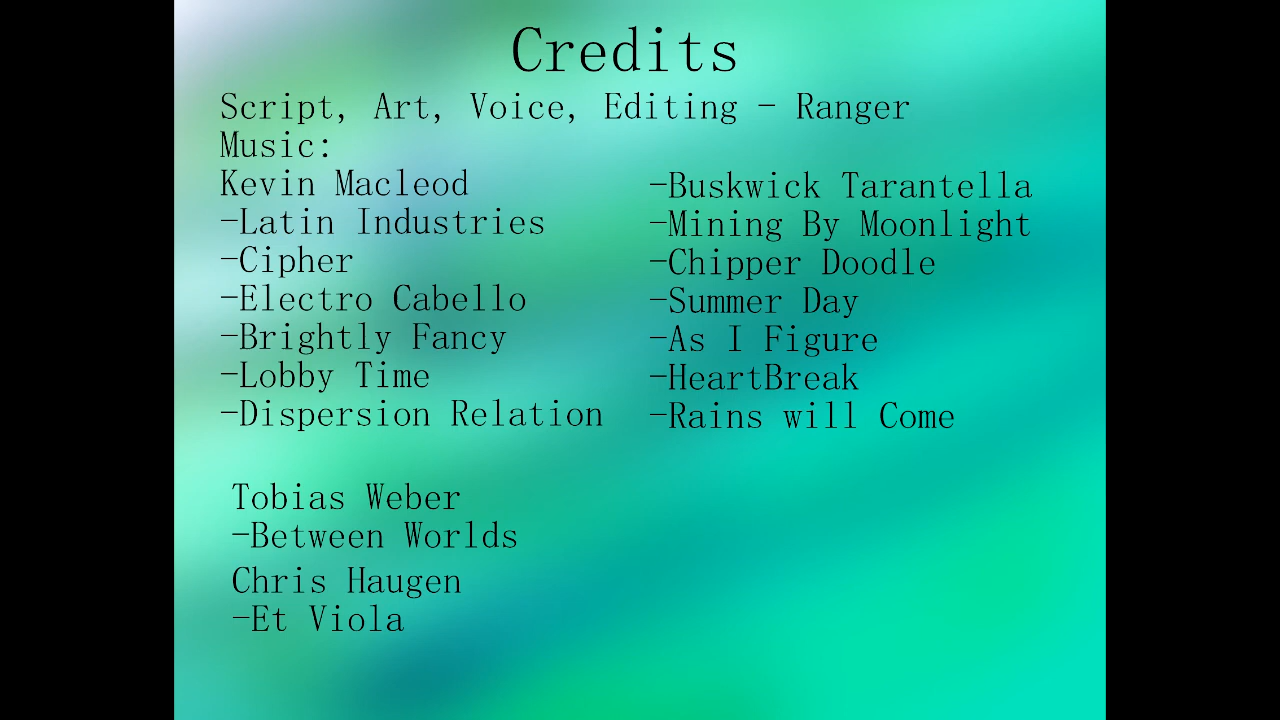 Credits
Script, Art, Voice, Editing - Ranger
Music:
Kevin Macleod
-Latin Industries
-Cipher
-Electro Cabello
-Brightly Fancy
-Lobby Time
-Dispersion Relation
-Buskwick Tarantella
-Mining By Moonlight
-Chipper Doodle
-Summer Day
-As I Figure
-HeartBreak
-Rains will Come
Tobias Weber
-Between Worlds
Chris Haugen
-Et Viola